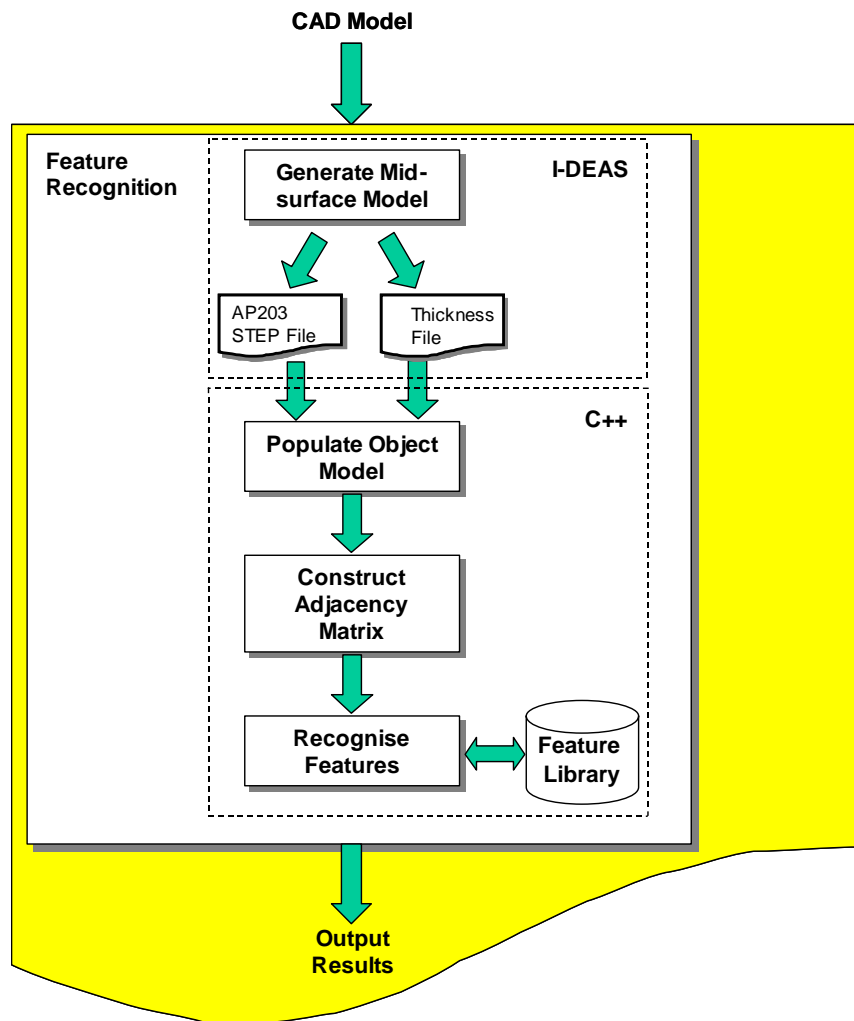 CAD Model
Feature
Recognition
Generate Mid-
surface Model
I-DEAS
AP203
STEP File
Thickness
File
C++
Populate Object
Model
Construct
Adjacency
Matrix
Recognise
Features
Feature
Library
Output
Results